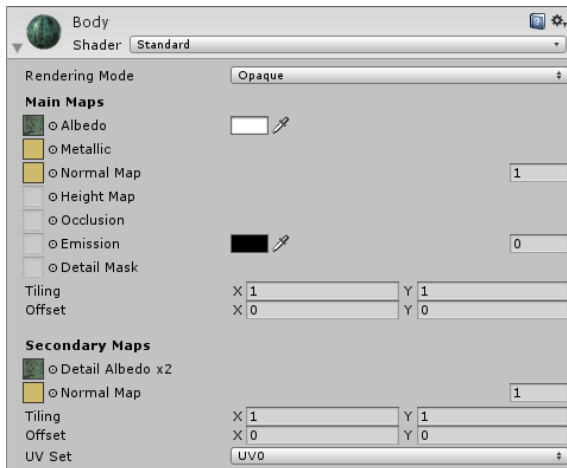 Body
Shader Standard
Rendering Mode Opaque
Main Maps
Albedo
Metallic
Normal Map 1
Height Map
Occlusion
Emission 0
Detail Mask
Tiling X 1 Y 1
Offset X 0 Y 0
Secondary Maps
Detail Albedo x2
Normal Map 1
Tiling X 1 Y 1
Offset X 0 Y 0
UV Set UV0